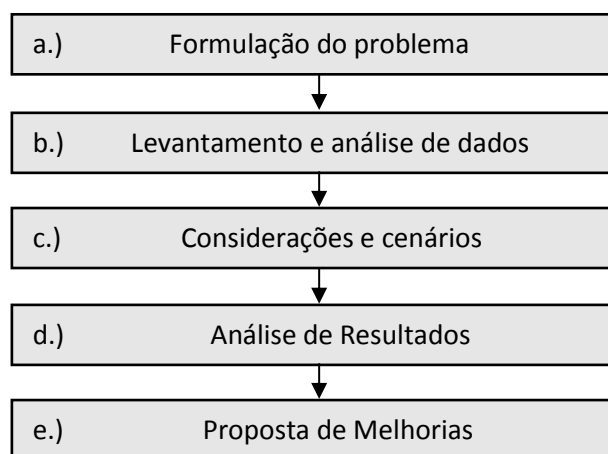 a.) Formulação do problema
b.) Levantamento e análise de dados
c.) Considerações e cenários
d.) Análise de Resultados
e.) Proposta de Melhorias